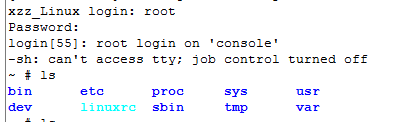 xzz_Linux login: root
Password:
login[55]: root login on 'console'
-sh: can't access tty; job control turned off
~ # ls
bin etc proc sys usr
dev linuxrc sbin tmp var
~ # ls